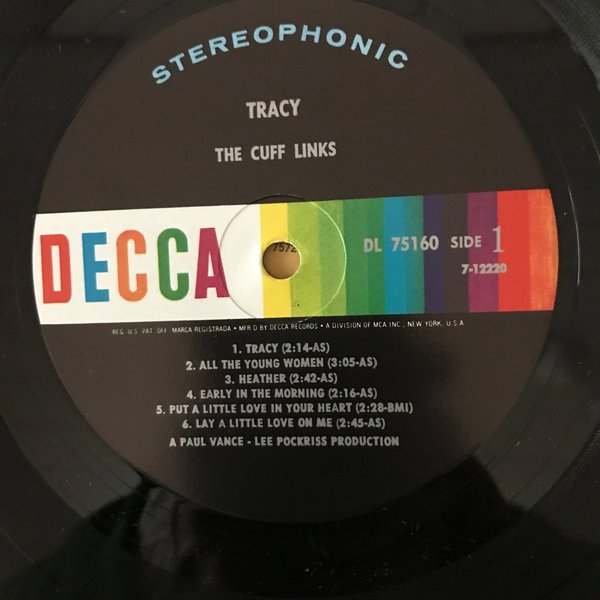 STEREOPHONIC
TRACY
THE CUFF LINKS
DECCA
DL 75160 SIDE 1
7-12220
REG. U.S. PAT. OFF. MARCA REGISTRADA • MFR'D BY DECCA RECORDS • A DIVISION OF MCA INC., NEW YORK, U.S.A
1. TRACY (2:14-AS)
2. ALL THE YOUNG WOMEN (3:05-AS)
3. HEATHER (2:42-AS)
4. EARLY IN THE MORNING (2:16-AS)
5. PUT A LITTLE LOVE IN YOUR HEART (2:28-BMI)
6. LAY A LITTLE LOVE ON ME (2:45-AS)
A PAUL VANCE - LEE POCKRISS PRODUCTION